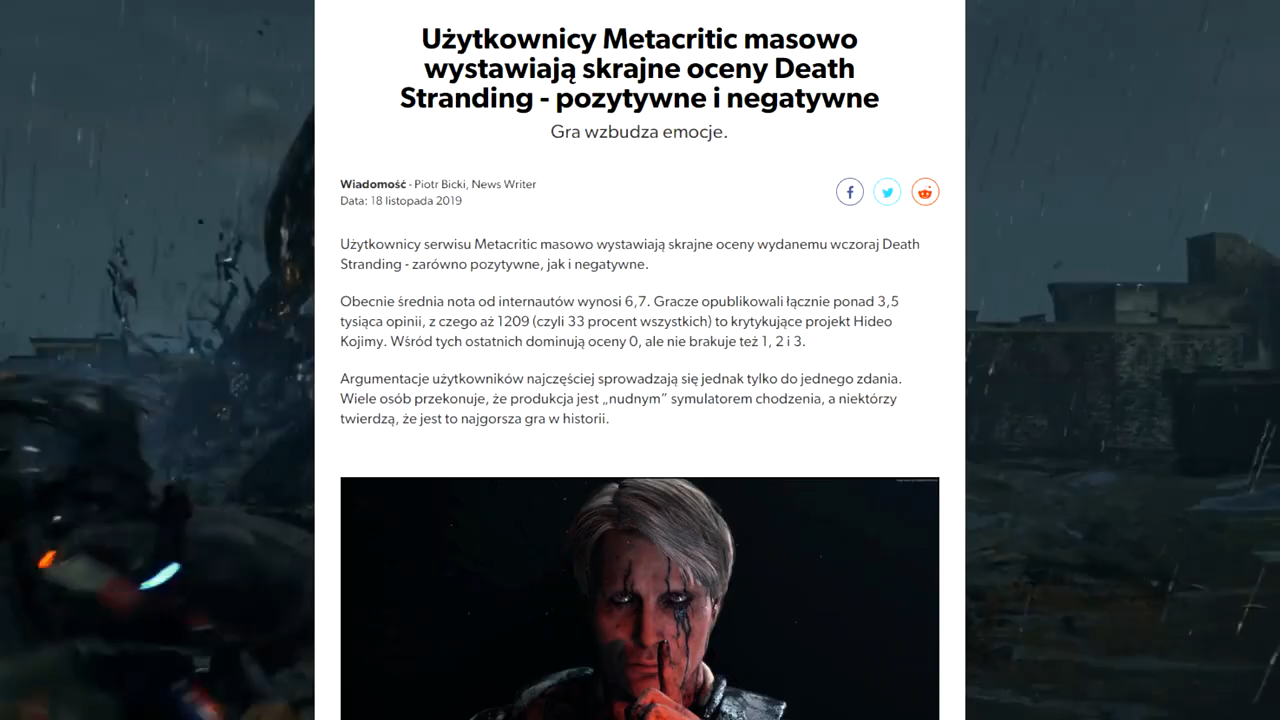 Użytkownicy Metacritic masowo
wystawiają skrajne oceny Death
Stranding - pozytywne i negatywne
Gra wzbudza emocje.
Wiadomość - Piotr Bicki, News Writer
Data: 18 listopada 2019
Użytkownicy serwisu Metacritic masowo wystawiają skrajne oceny wydanemu wczoraj Death
Stranding - zarówno pozytywne, jak i negatywne.
Obecnie średnia nota od internautów wynosi 6,7. Gracze opublikowali łącznie ponad 3,5
tysiąca opinii, z czego aż 1209 (czyli 33 procent wszystkich) to krytykujące projekt Hideo
Kojimy. Wśród tych ostatnich dominują oceny 0, ale nie brakuje też 1, 2 i 3.
Argumentacje użytkowników najczęściej sprowadzają się jednak tylko do jednego zdania.
Wiele osób przekonuje, że produkcja jest „nudnym” symulatorem chodzenia, a niektórzy
twierdzą, że jest to najgorsza gra w historii.